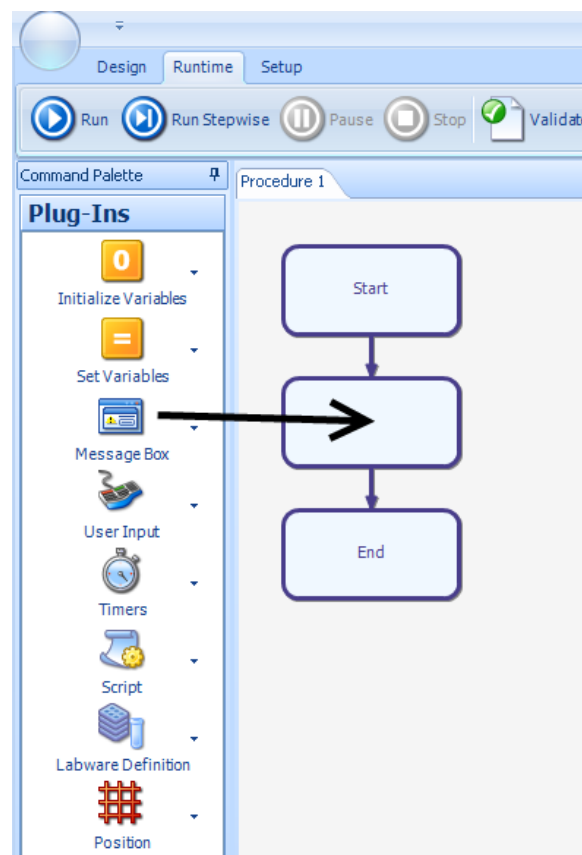 Design Runtime Setup
Run Run Stepwise Pause Stop Validat
Command Palette
Procedure 1
Plug-Ins
0
Initialize Variables
=
Set Variables
Message Box
User Input
Timers
Script
Labware Definition
Position
Start
End